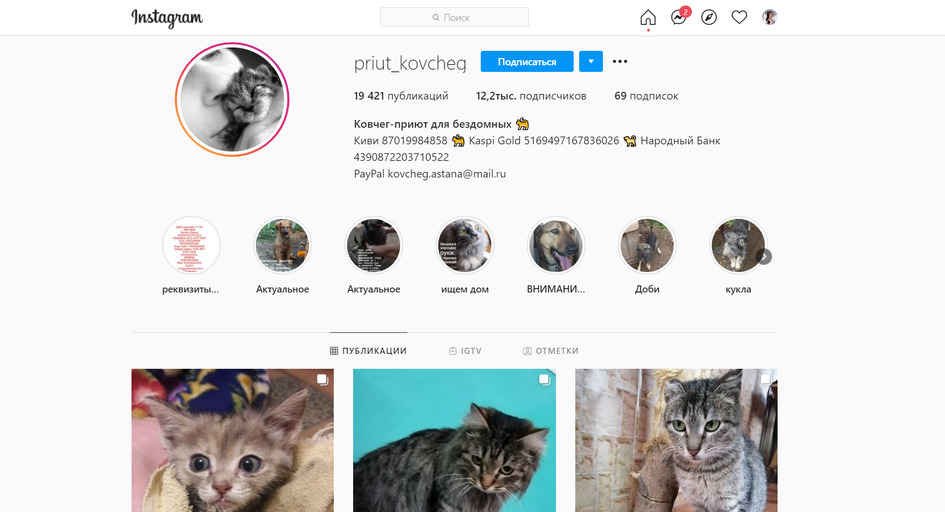 Instagram
Поиск
2
priut_kovcheg
Подписаться
19 421 публикаций 12,2тыс. подписчиков 69 подписок
Ковчег-приют для бездомных 🐈
Киви 87019984858 🐈 Kaspi Gold 5169497167836026 🐕 Народный Банк
4390872203710522
PayPal kovcheg.astana@mail.ru
реквизиты... Актуальное Актуальное ищем дом ВНИМАНИ... Доби кукла
ПУБЛИКАЦИИ IGTV ОТМЕТКИ